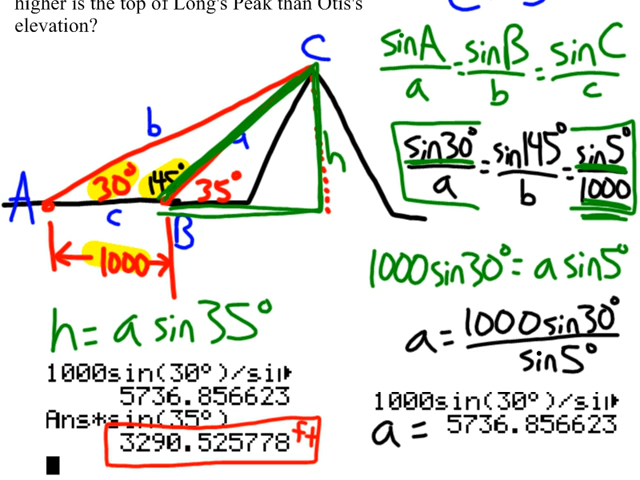 higher is the top of Long's Peak than Otis's
elevation?
C
b
a
h
A
30°
145°
35°
c
B
1000
sinA/a = sinB/b = sinC/c
sin30°/a = sin145°/b = sin5°/1000
1000sin30° = a sin5°
a = 1000sin30°/sin5°
h = a sin35°
1000sin(30°)/si
5736.856623
Ans*sin(35°)
3290.525778 ft
1000sin(30°)/si
a = 5736.856623